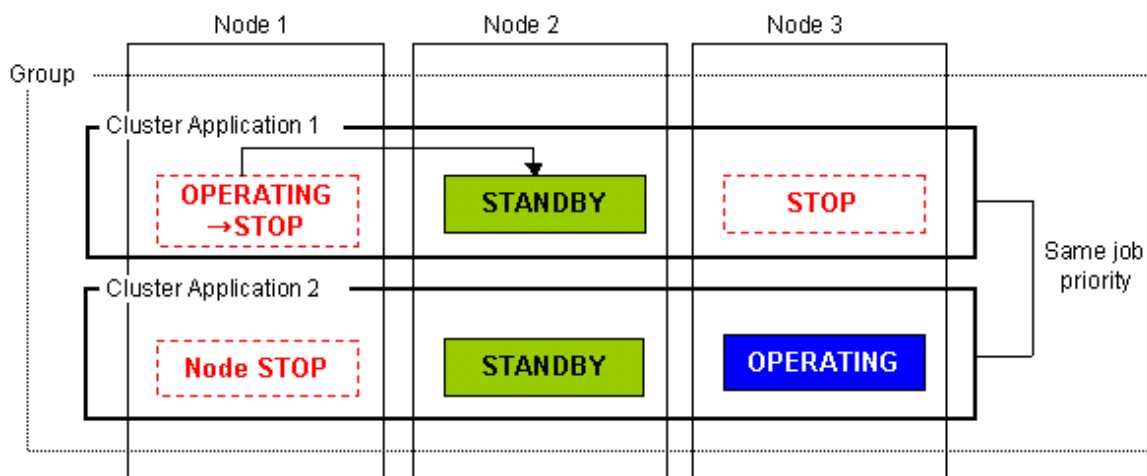 Node 1
Node 2
Node 3
Group
Cluster Application 1
OPERATING
→STOP
STANDBY
STOP
Same job
priority
Cluster Application 2
Node STOP
STANDBY
OPERATING